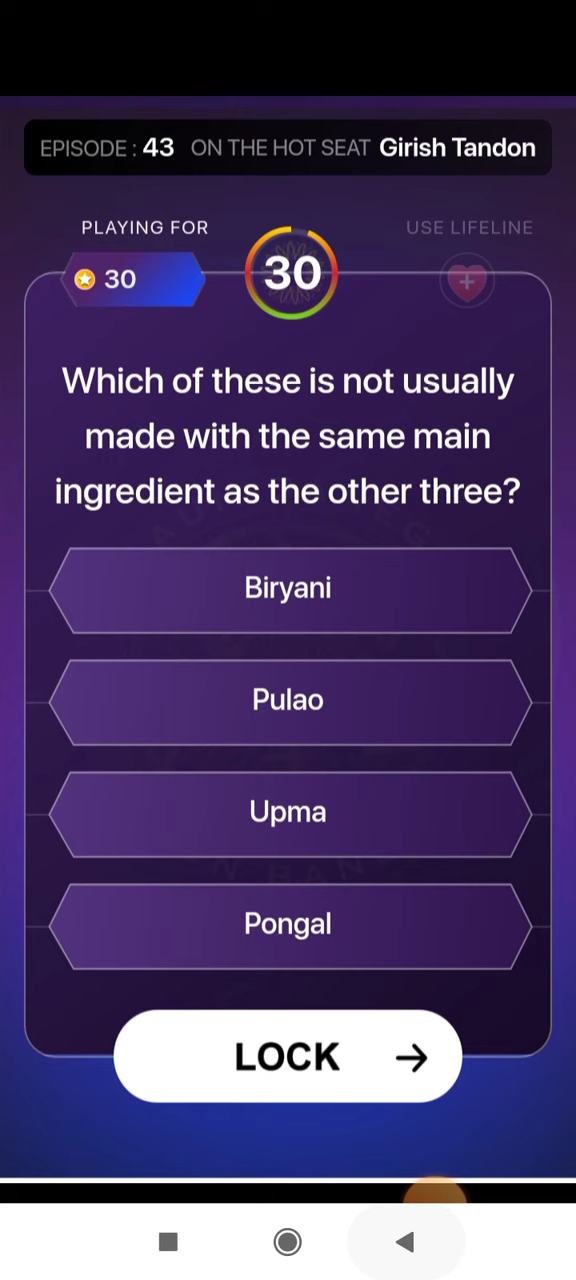 EPISODE : 43 ON THE HOT SEAT Girish Tandon
PLAYING FOR
USE LIFELINE
30
30
Which of these is not usually
made with the same main
ingredient as the other three?
Biryani
Pulao
Upma
Pongal
LOCK